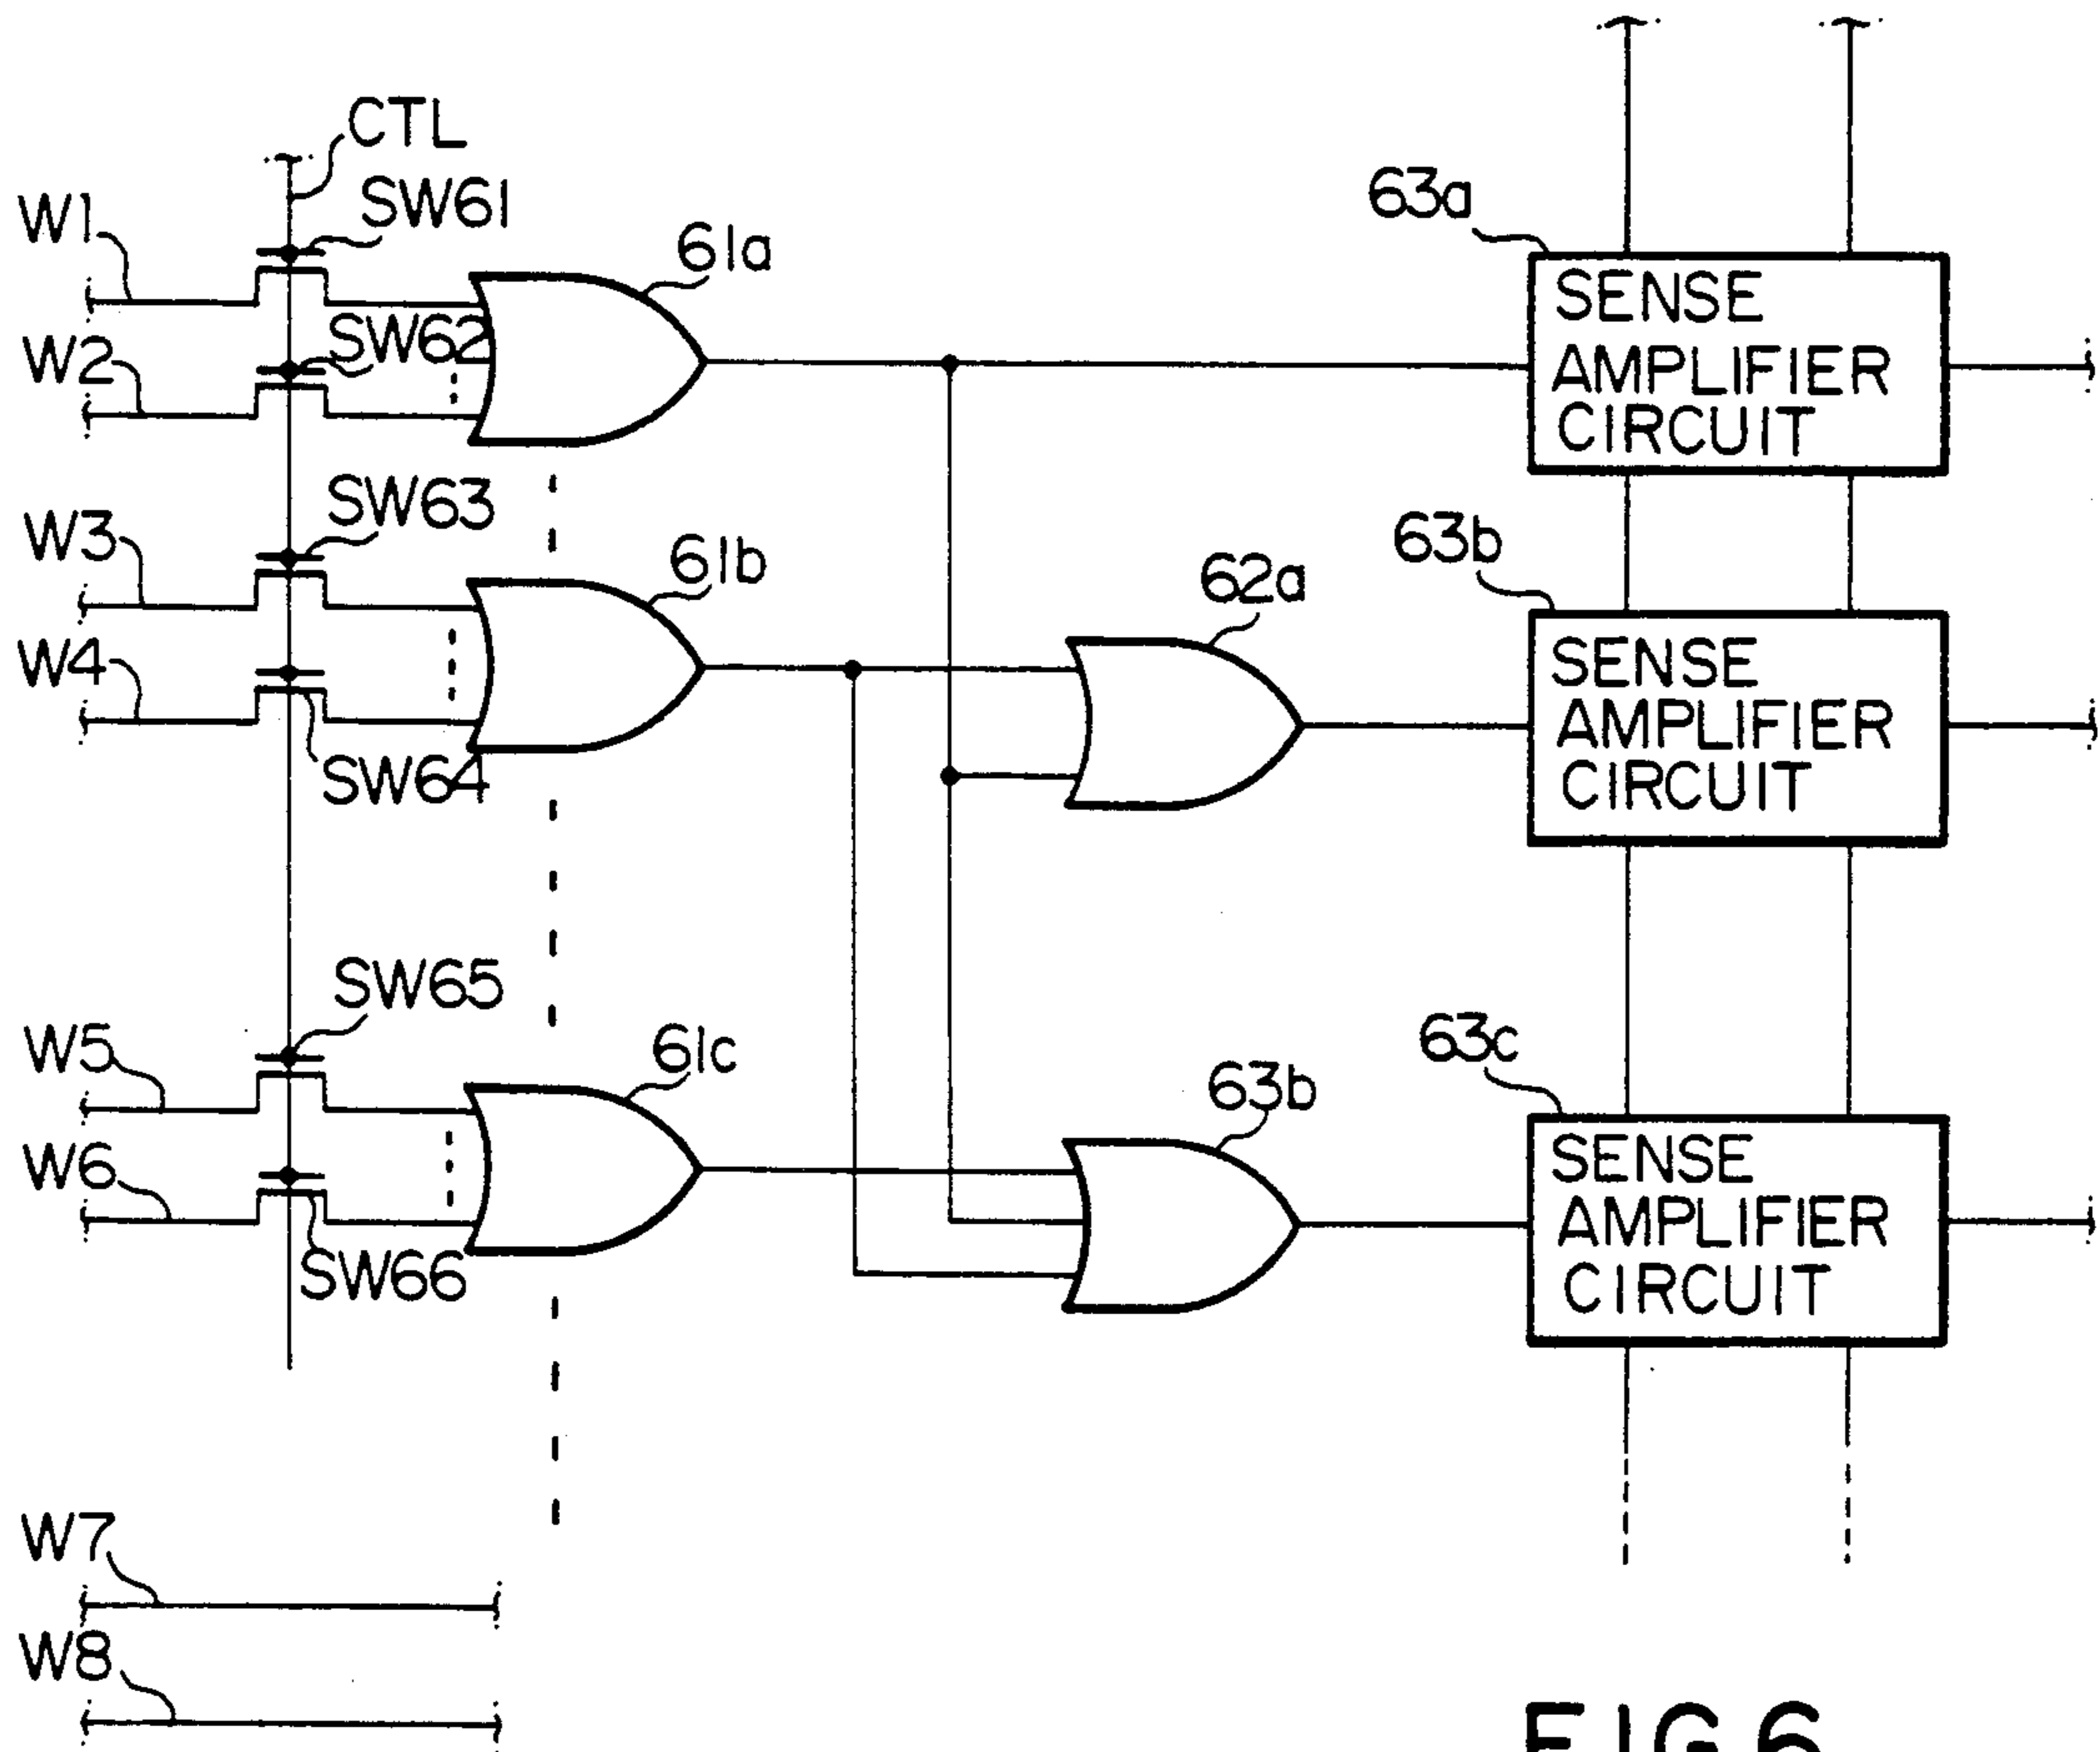 CTL
SW61
W1
61a
63a
SENSE
AMPLIFIER
CIRCUIT
SW62
W2
SW63
W3
61b
62a
63b
SENSE
AMPLIFIER
CIRCUIT
W4
SW64
SW65
W5
61c
63b
63c
SENSE
AMPLIFIER
CIRCUIT
W6
SW66
W7
W8
FIG.6